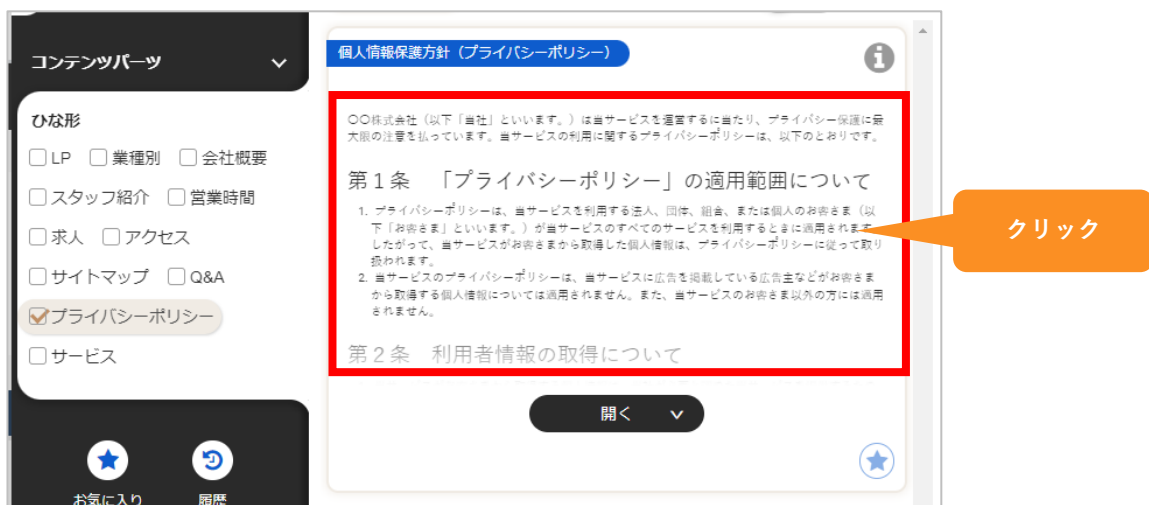 コンテンツパーツ
ひな形
LP 業種別 会社概要
スタッフ紹介 営業時間
求人 アクセス
サイトマップ Q&A
プライバシーポリシー
サービス
お気に入り 履歴
個人情報保護方針（プライバシーポリシー）
〇〇株式会社（以下「当社」といいます。）は当サービスを運営するに当たり、プライバシー保護に最
大限の注意を払っています。当サービスの利用に関するプライバシーポリシーは、以下のとおりです。
第１条　「プライバシーポリシー」の適用範囲について
1. プライバシーポリシーは、当サービスを利用する法人、団体、組合、または個人のお客さま（以
下「お客さま」といいます。）が当サービスのすべてのサービスを利用するときに適用されます。
したがって、当サービスがお客さまから取得した個人情報は、プライバシーポリシーに従って取り
扱われます。
2. 当サービスのプライバシーポリシーは、当サービスに広告を掲載している広告主などがお客さま
から取得する個人情報については適用されません。また、当サービスのお客さま以外の方には適用
されません。
第２条　利用者情報の取得について
開く
クリック